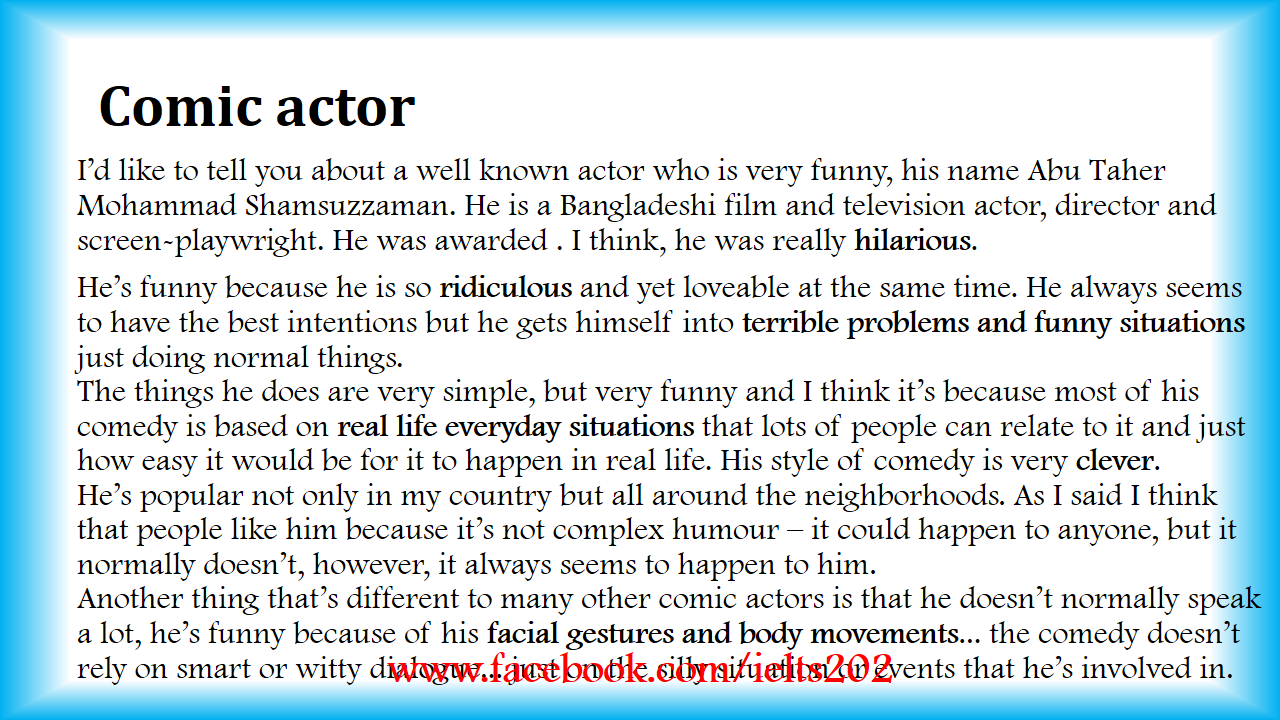 Comic actor
I’d like to tell you about a well known actor who is very funny, his name Abu Taher
Mohammad Shamsuzzaman. He is a Bangladeshi film and television actor, director and
screen-playwright. He was awarded . I think, he was really hilarious.
He’s funny because he is so ridiculous and yet loveable at the same time. He always seems
to have the best intentions but he gets himself into terrible problems and funny situations
just doing normal things.
The things he does are very simple, but very funny and I think it’s because most of his
comedy is based on real life everyday situations that lots of people can relate to it and just
how easy it would be for it to happen in real life. His style of comedy is very clever.
He’s popular not only in my country but all around the neighborhoods. As I said I think
that people like him because it’s not complex humour – it could happen to anyone, but it
normally doesn’t, however, it always seems to happen to him.
Another thing that’s different to many other comic actors is that he doesn’t normally speak
a lot, he’s funny because of his facial gestures and body movements... the comedy doesn’t
rely on smart or witty dialogue... just on the silly situation or events that he’s involved in.
www.facebook.com/ielts202